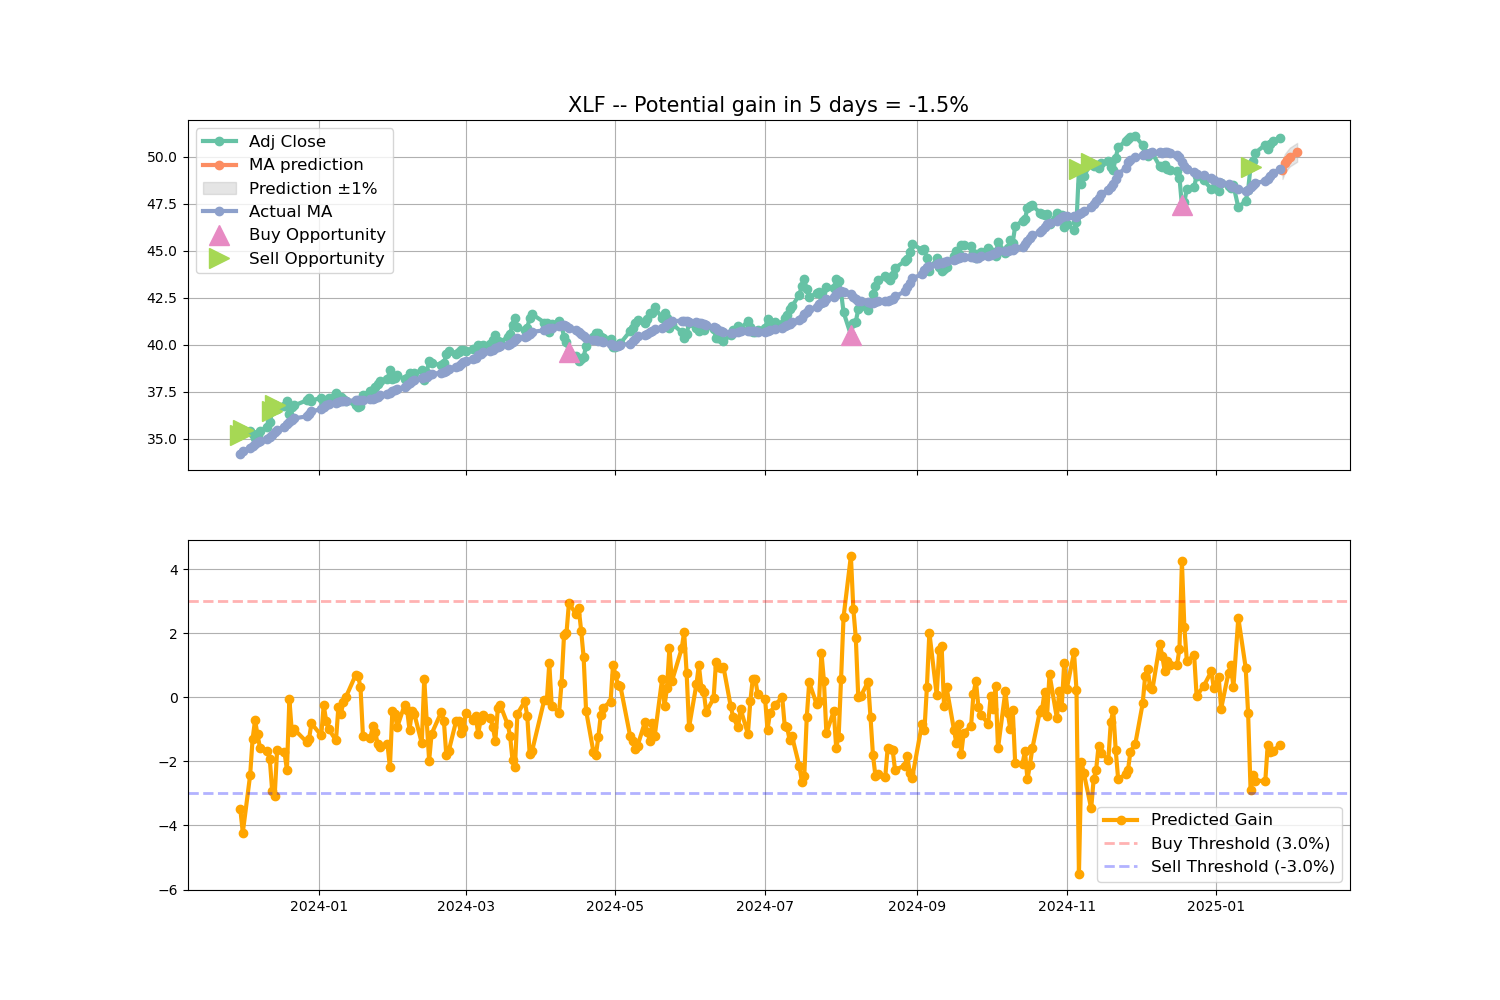 XLF -- Potential gain in 5 days = -1.5%
Adj Close
MA prediction
Prediction ±1%
Actual MA
Buy Opportunity
Sell Opportunity
50.0
47.5
45.0
42.5
40.0
37.5
35.0
4
2
0
−2
−4
−6
Predicted Gain
Buy Threshold (3.0%)
Sell Threshold (-3.0%)
2024-01 2024-03 2024-05 2024-07 2024-09 2024-11 2025-01